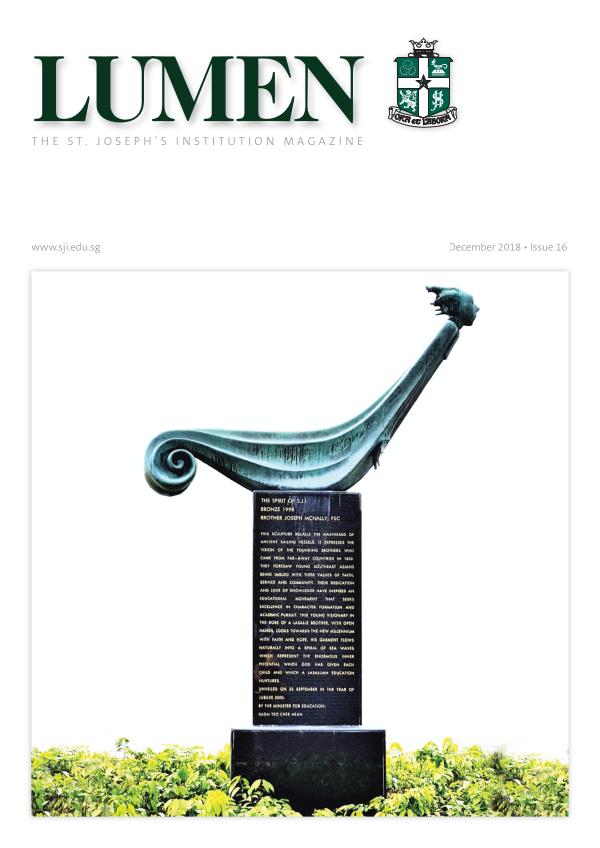 LUMEN
THE ST. JOSEPH'S INSTITUTION MAGAZINE
ORA et LABORA
www.sji.edu.sg
December 2018 • Issue 16
THE SPIRIT OF S.J.I
BRONZE 1998
BROTHER JOSEPH MCNALLY, FSC
THIS SCULPTURE RECALLS THE MASTHEADS OF
ANCIENT SAILING VESSELS. IT EXPRESSES THE
VISION OF THE FOUNDING BROTHERS WHO
CAME FROM FAR-AWAY COUNTRIES IN 1852.
THEY FORESAW YOUNG SOUTHEAST ASIANS
BEING IMBUED WITH THEIR VALUES OF FAITH,
SERVICE AND COMMUNITY. THEIR DEDICATION
AND LOVE OF KNOWLEDGE HAVE INSPIRED AN
EDUCATIONAL MOVEMENT THAT SEEKS
EXCELLENCE IN CHARACTER FORMATION AND
ACADEMIC PURSUIT. THIS YOUNG VISIONARY IN
THE ROBE OF A LASALLE BROTHER, WITH OPEN
HANDS, LOOKS TOWARDS THE NEW MILLENNIUM
WITH FAITH AND HOPE. HIS GARMENT FLOWS
NATURALLY INTO A SPIRAL OF SEA WAVES
WHICH REPRESENT THE ENORMOUS INNER
POTENTIAL WHICH GOD HAS GIVEN EACH
CHILD AND WHICH A LASALLIAN EDUCATION
NURTURES.
UNVEILED ON 23 SEPTEMBER IN THE YEAR OF
JUBILEE 2000.
BY THE MINISTER FOR EDUCATION:
RADM TEO CHEE HEAN